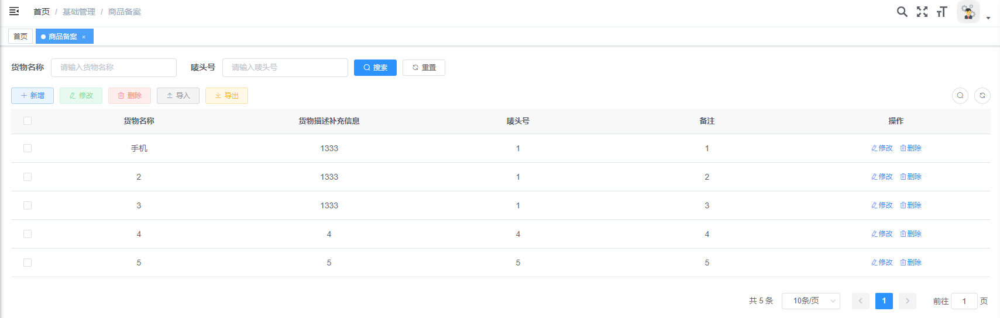 首页 / 基础管理 / 商品备案
首页 商品备案 ×
货物名称 请输入货物名称 唛头号 请输入唛头号 搜索 重置
新增 修改 删除 导入 导出
货物名称 货物描述补充信息 唛头号 备注 操作
手机 1333 1 1 修改 删除
2 1333 1 2 修改 删除
3 1333 1 3 修改 删除
4 4 4 4 修改 删除
5 5 5 5 修改 删除
共 5 条 10条/页 1 前往 1 页